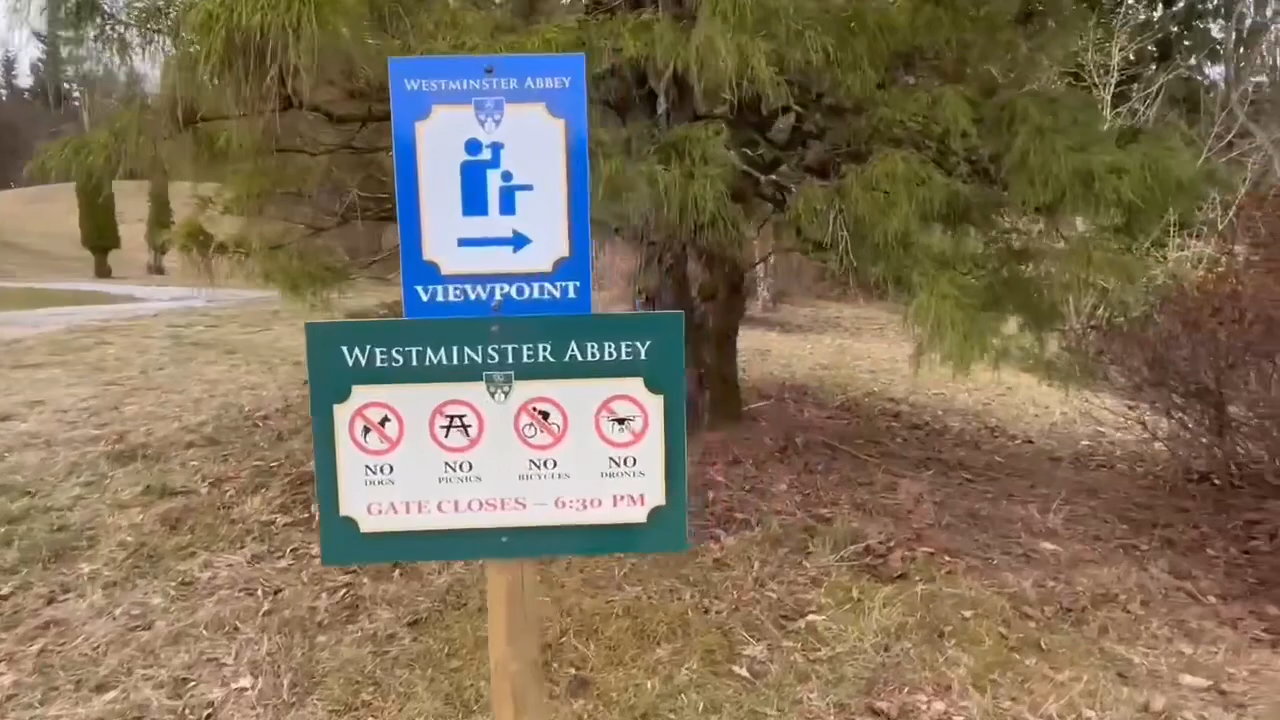 WESTMINSTER ABBEY
VIEWPOINT
WESTMINSTER ABBEY
NO DOGS
NO PICNICS
NO BICYCLES
NO DRONES
GATE CLOSES – 6:30 PM